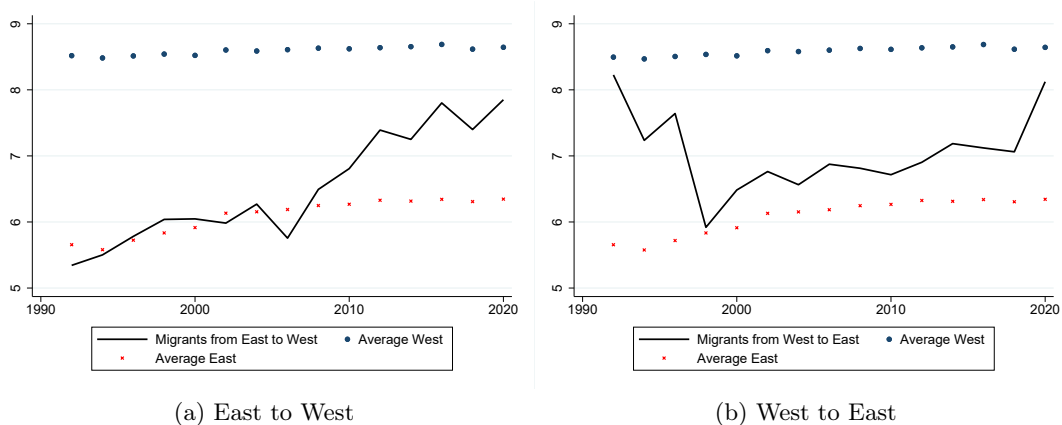 9
8
7
6
5
1990
2000
2010
2020
Migrants from East to West
Average West
Average East
(a) East to West
9
8
7
6
5
1990
2000
2010
2020
Migrants from West to East
Average West
Average East
(b) West to East